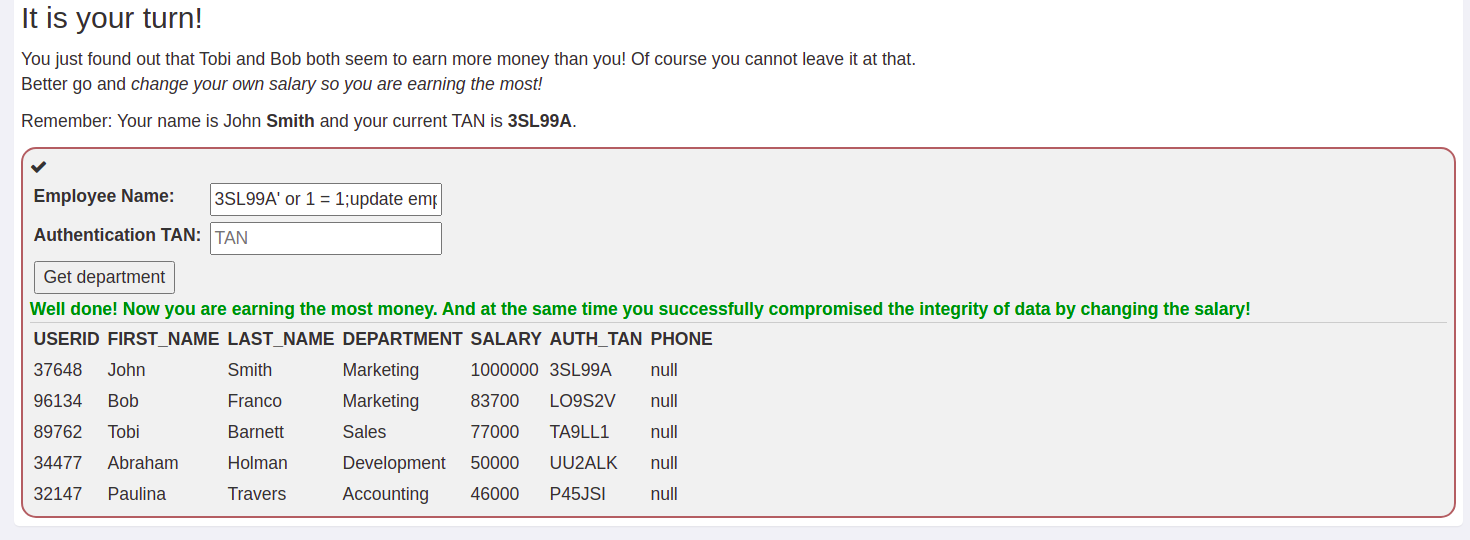 It is your turn!
You just found out that Tobi and Bob both seem to earn more money than you! Of course you cannot leave it at that.
Better go and change your own salary so you are earning the most!
Remember: Your name is John Smith and your current TAN is 3SL99A.
Employee Name: 3SL99A' or 1 = 1;update emp
Authentication TAN: TAN
Get department
Well done! Now you are earning the most money. And at the same time you successfully compromised the integrity of data by changing the salary!
USERID FIRST_NAME LAST_NAME DEPARTMENT SALARY AUTH_TAN PHONE
37648 John Smith Marketing 1000000 3SL99A null
96134 Bob Franco Marketing 83700 LO9S2V null
89762 Tobi Barnett Sales 77000 TA9LL1 null
34477 Abraham Holman Development 50000 UU2ALK null
32147 Paulina Travers Accounting 46000 P45JSI null